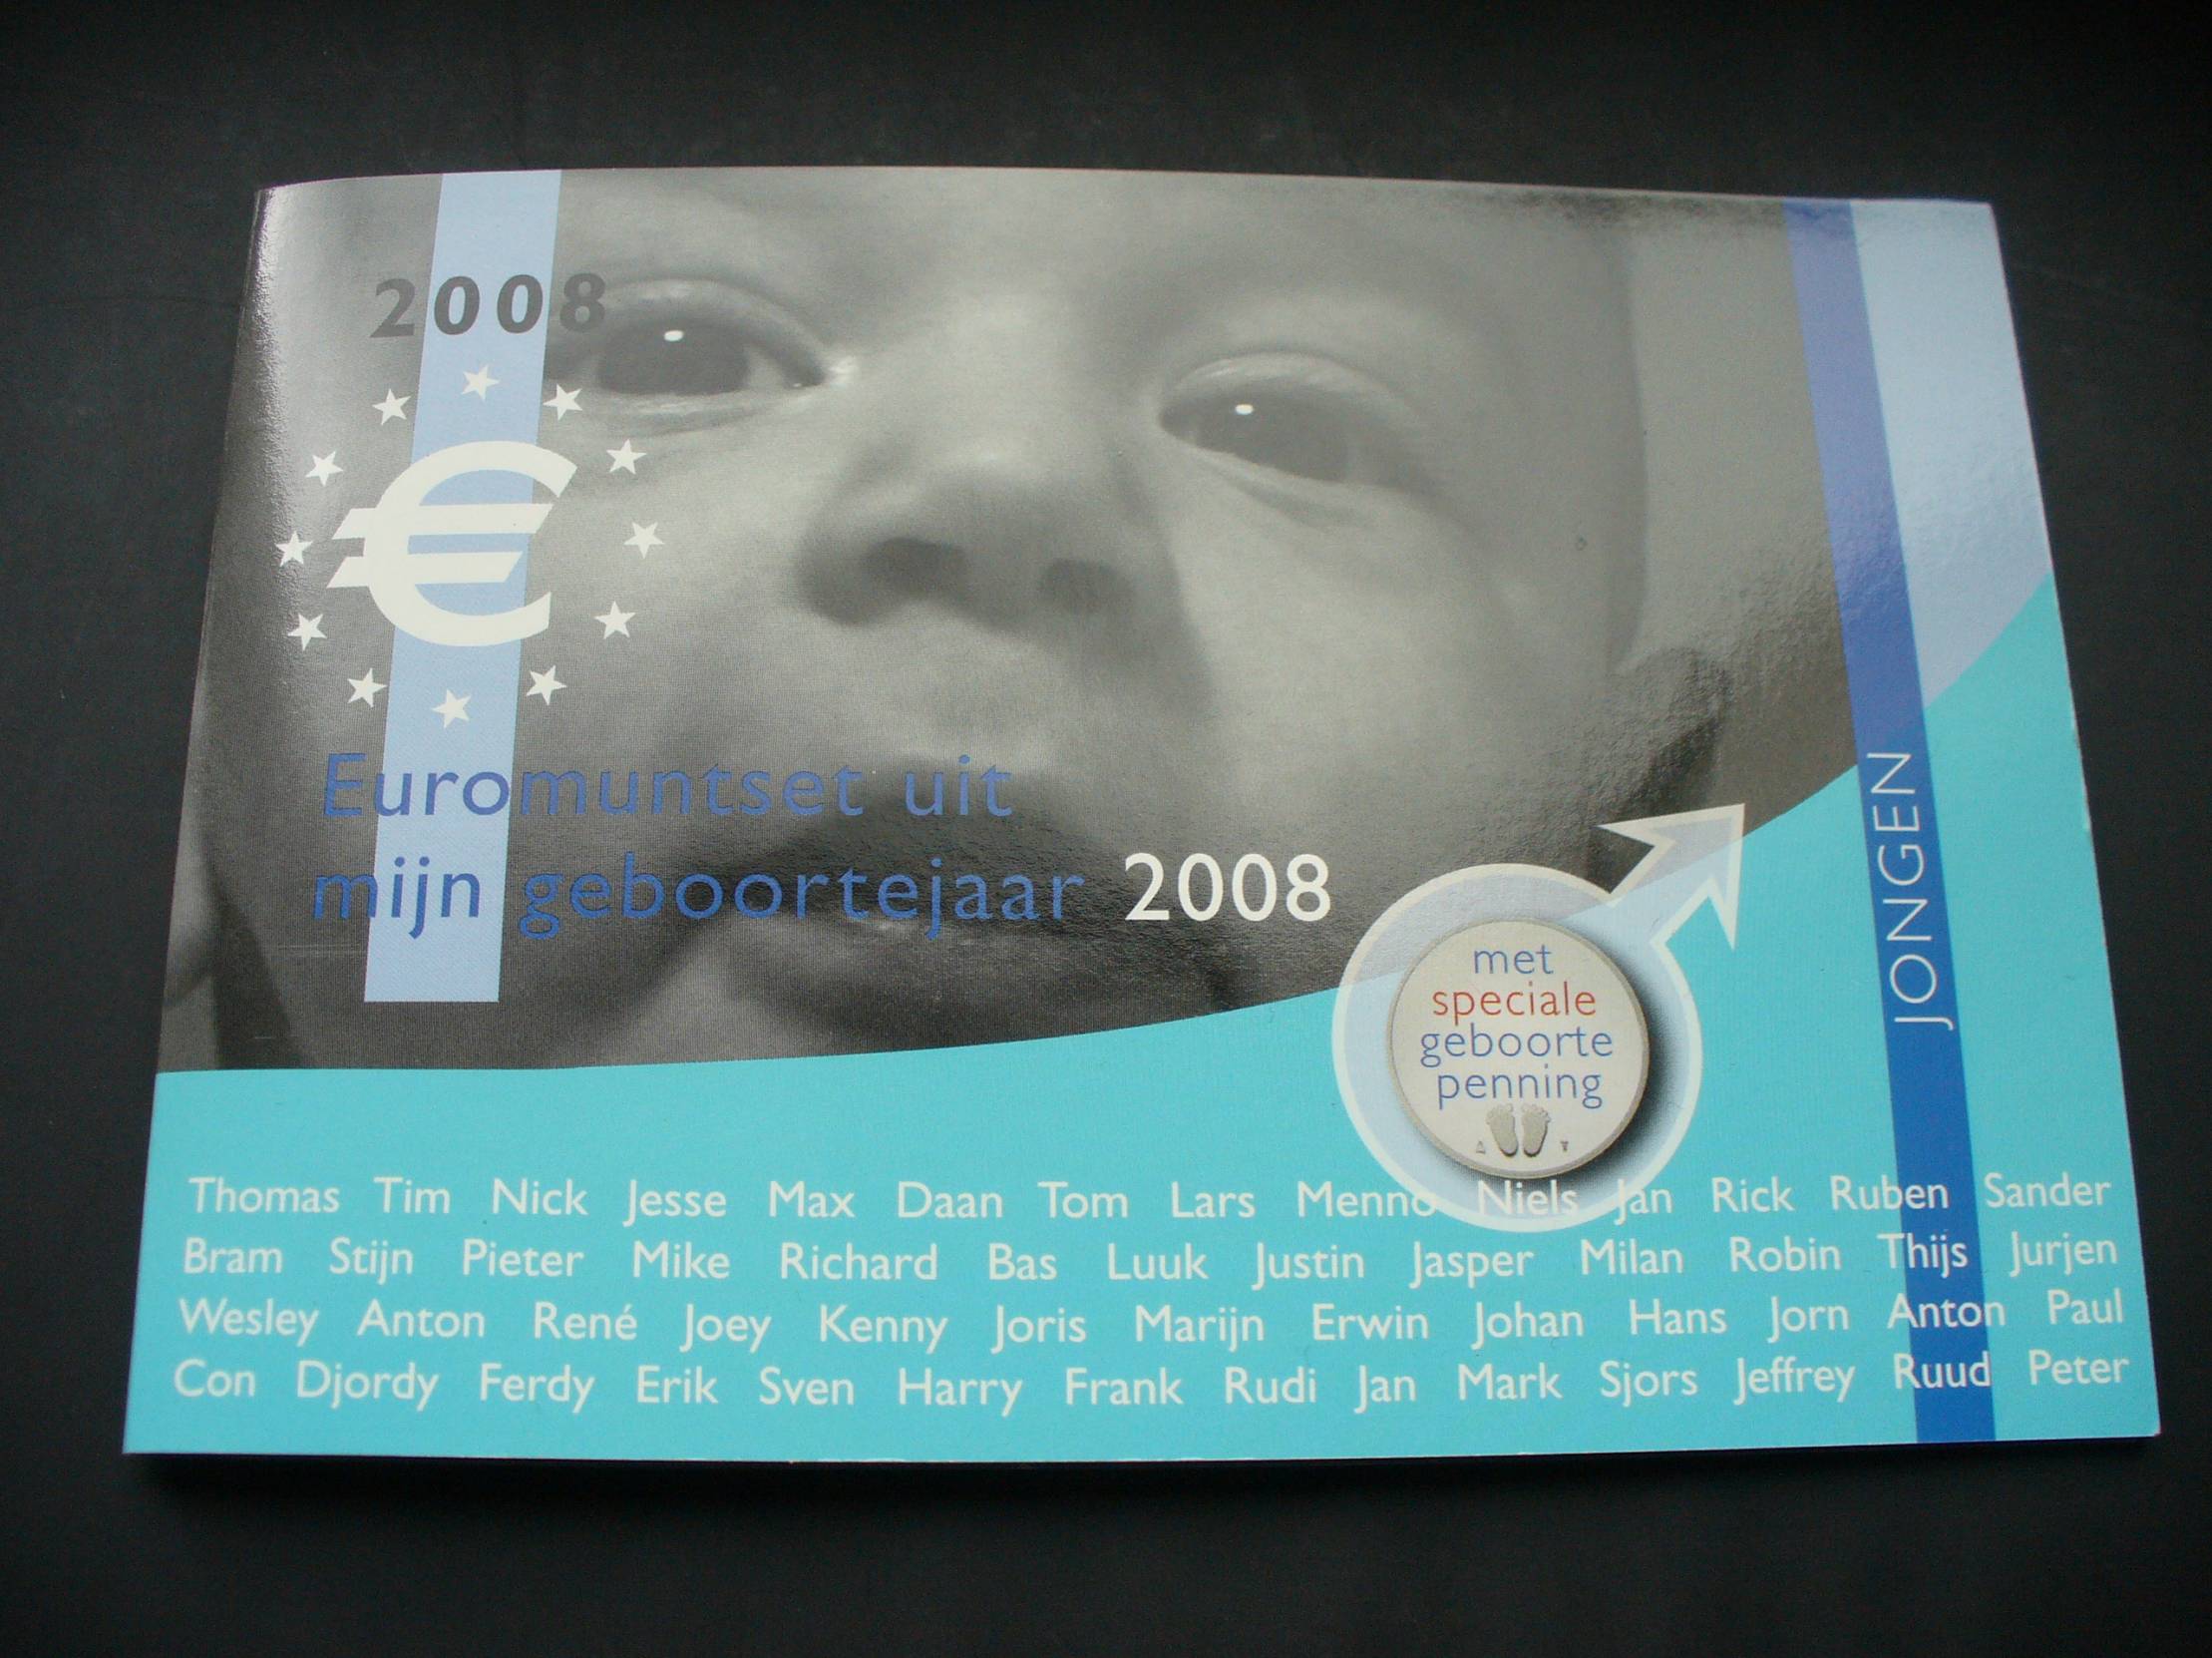 2008
€
Euromuntset uit
mijn geboortejaar 2008
JONGEN
met
speciale
geboorte
penning
Thomas Tim Nick Jesse Max Daan Tom Lars Menno Niels Jan Rick Ruben Sander
Bram Stijn Pieter Mike Richard Bas Luuk Justin Jasper Milan Robin Thijs Jurjen
Wesley Anton René Joey Kenny Joris Marijn Erwin Johan Hans Jorn Anton Paul
Con Djordy Ferdy Erik Sven Harry Frank Rudi Jan Mark Sjors Jeffrey Ruud Peter